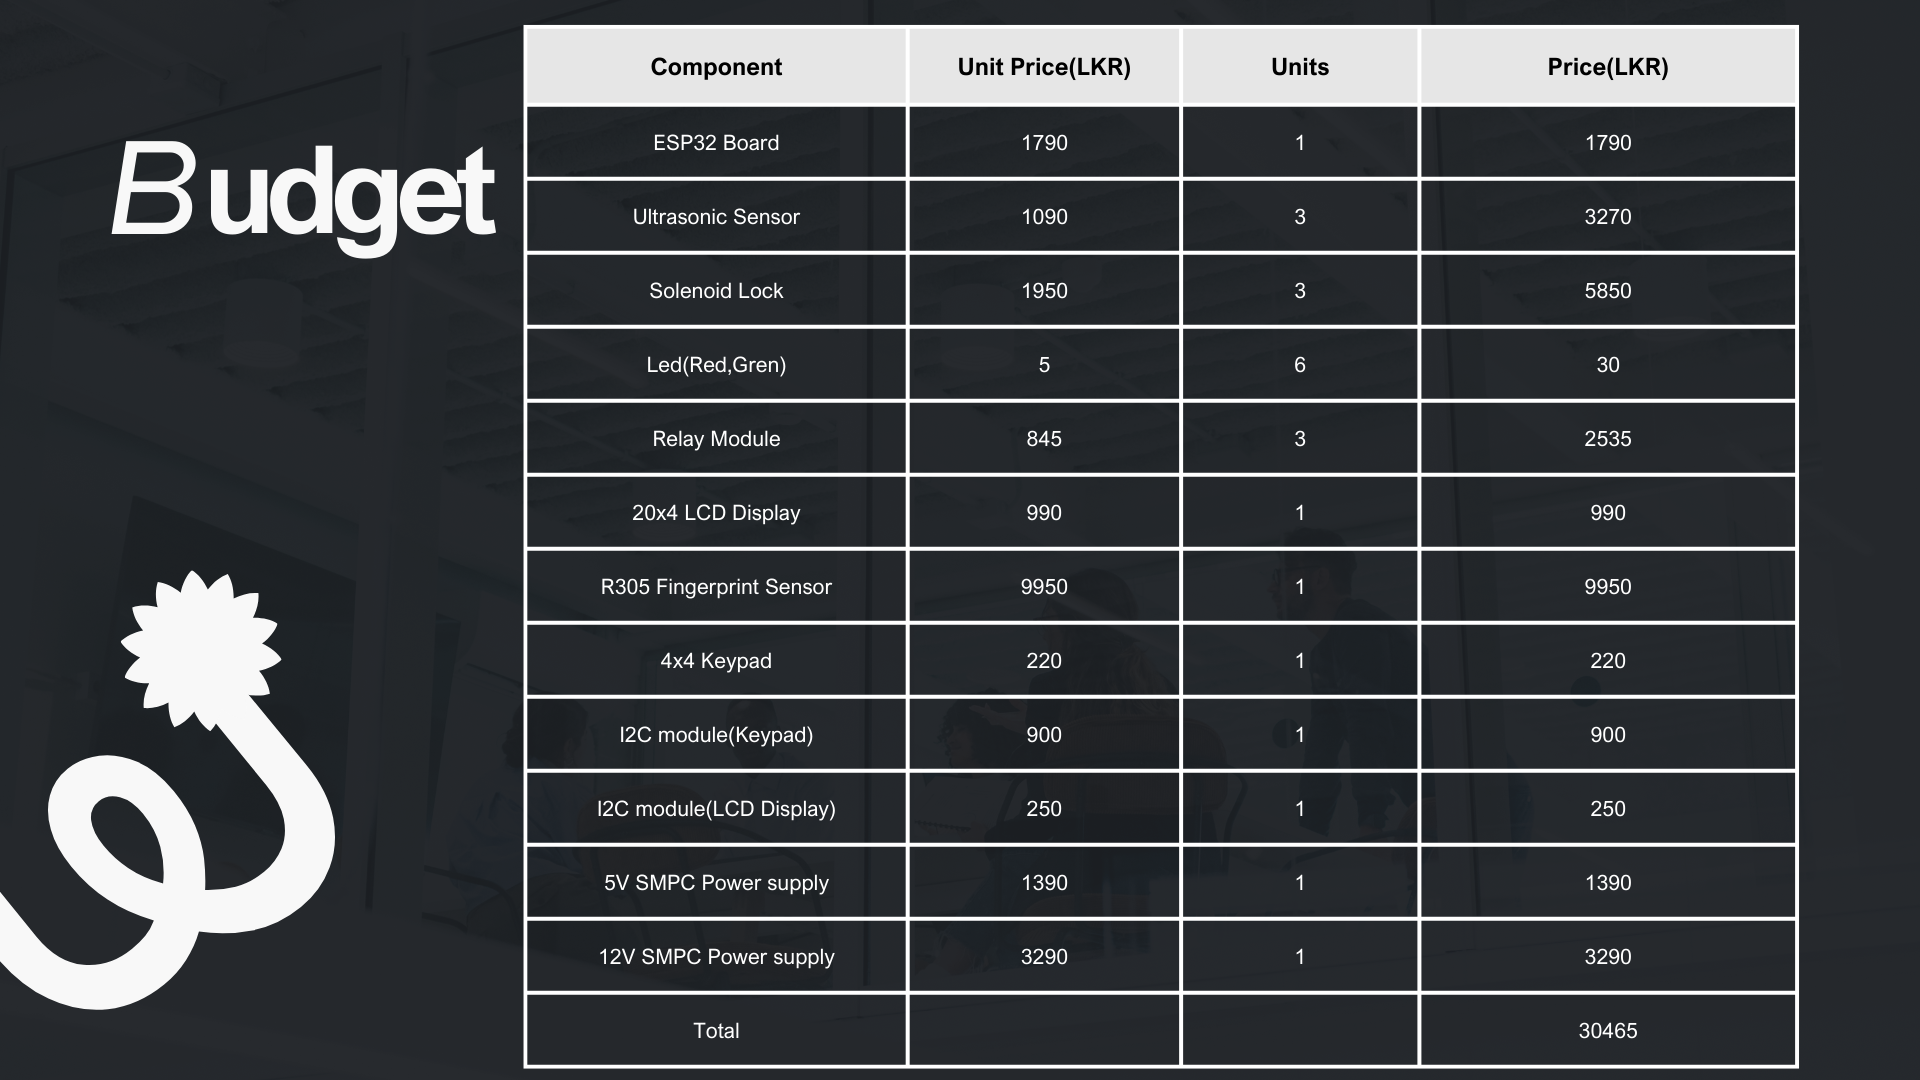 Budget
Component Unit Price(LKR) Units Price(LKR)
ESP32 Board 1790 1 1790
Ultrasonic Sensor 1090 3 3270
Solenoid Lock 1950 3 5850
Led(Red,Gren) 5 6 30
Relay Module 845 3 2535
20x4 LCD Display 990 1 990
R305 Fingerprint Sensor 9950 1 9950
4x4 Keypad 220 1 220
I2C module(Keypad) 900 1 900
I2C module(LCD Display) 250 1 250
5V SMPC Power supply 1390 1 1390
12V SMPC Power supply 3290 1 3290
Total 30465